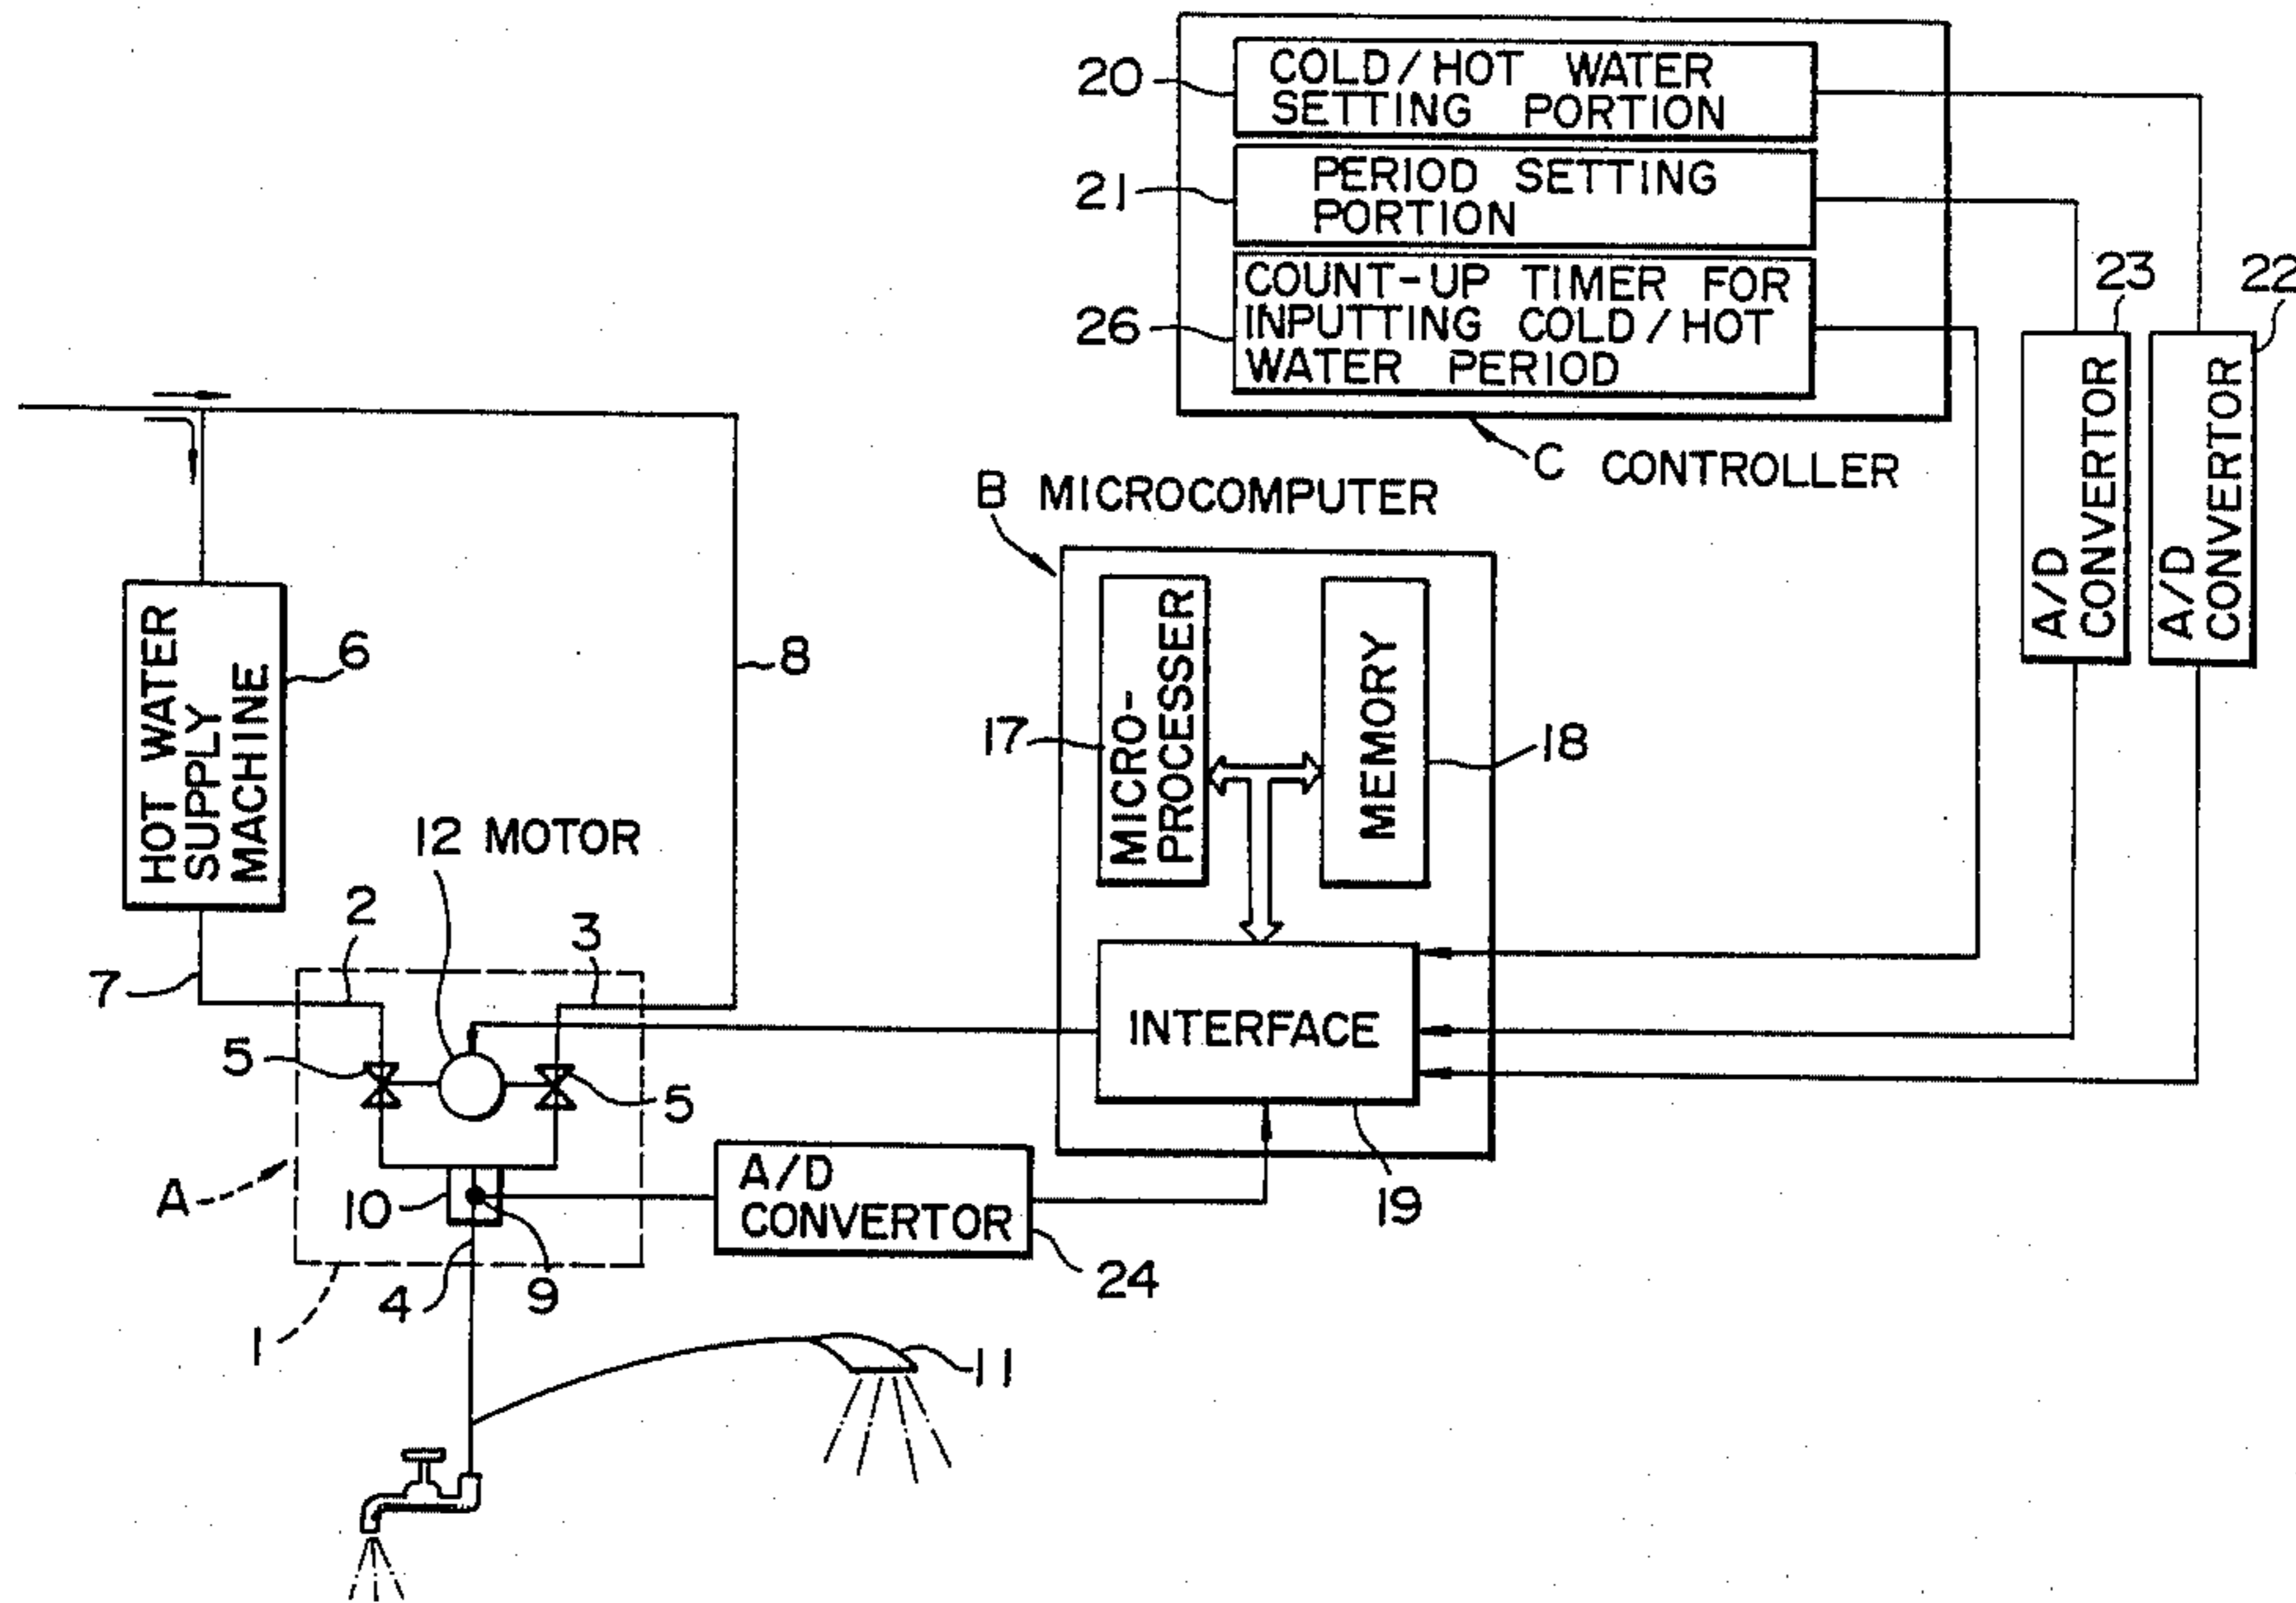 20
COLD/HOT WATER
SETTING PORTION
21
PERIOD SETTING
PORTION
26
COUNT-UP TIMER FOR
INPUTTING COLD/HOT
WATER PERIOD
23
22
A/D
CONVERTOR
A/D
CONVERTOR
C CONTROLLER
B MICROCOMPUTER
HOT WATER
SUPPLY
MACHINE
6
8
17
MICRO-
PROCESSER
MEMORY
18
12 MOTOR
2
3
7
INTERFACE
5
5
A
10
A/D
CONVERTOR
19
24
4
9
1
11